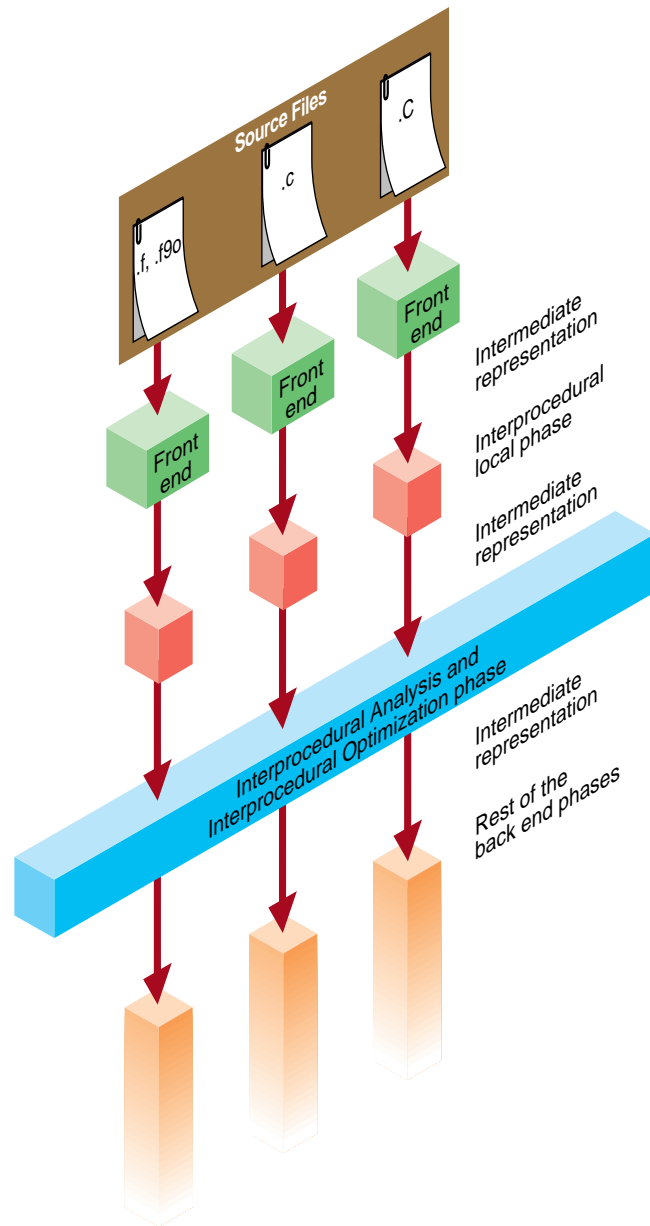 Source Files
.f, .f9o
.c
.C
Front
end
Front
end
Front
end
Intermediate
representation
Interprocedural
local phase
Intermediate
representation
Interprocedural Analysis and
Interprocedural Optimization phase
Intermediate
representation
Rest of the
back end phases